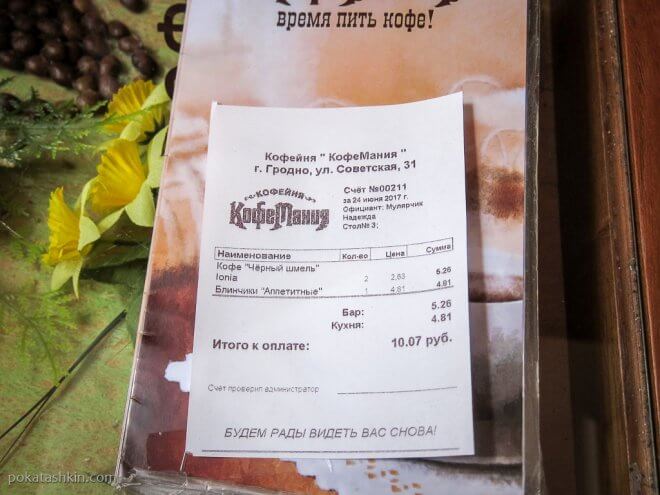 время пить кофе!
Кофейня " КофеМания "
г. Гродно, ул. Советская, 31
КОФЕЙНЯ
КофеМания
Счёт №00211
за 24 июня 2017 г.
Официант: Мулярчик
Надежда
Стол№ 3;
Наименование Кол-во Цена Сумма
Кофе "Чёрный шмель" Ionia 2 2,63 5.26
Блинчики "Аппетитные" 1 4,81 4.81
Бар: 5.26
Кухня: 4.81
Итого к оплате: 10.07 руб.
Счёт проверил администратор
БУДЕМ РАДЫ ВИДЕТЬ ВАС СНОВА!
pokatashkin.com